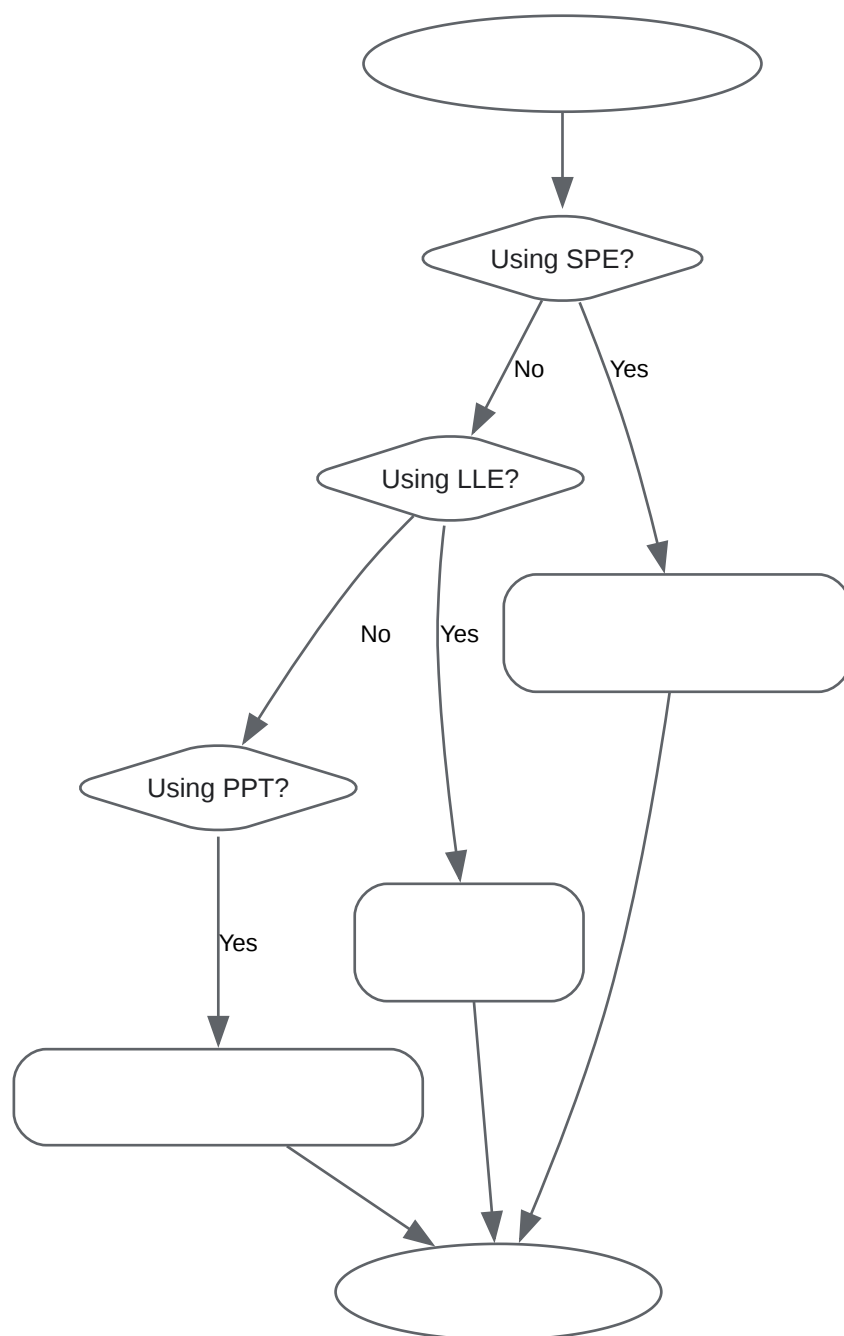 Using SPE?
No
Yes
Using LLE?
No
Yes
Using PPT?
Yes